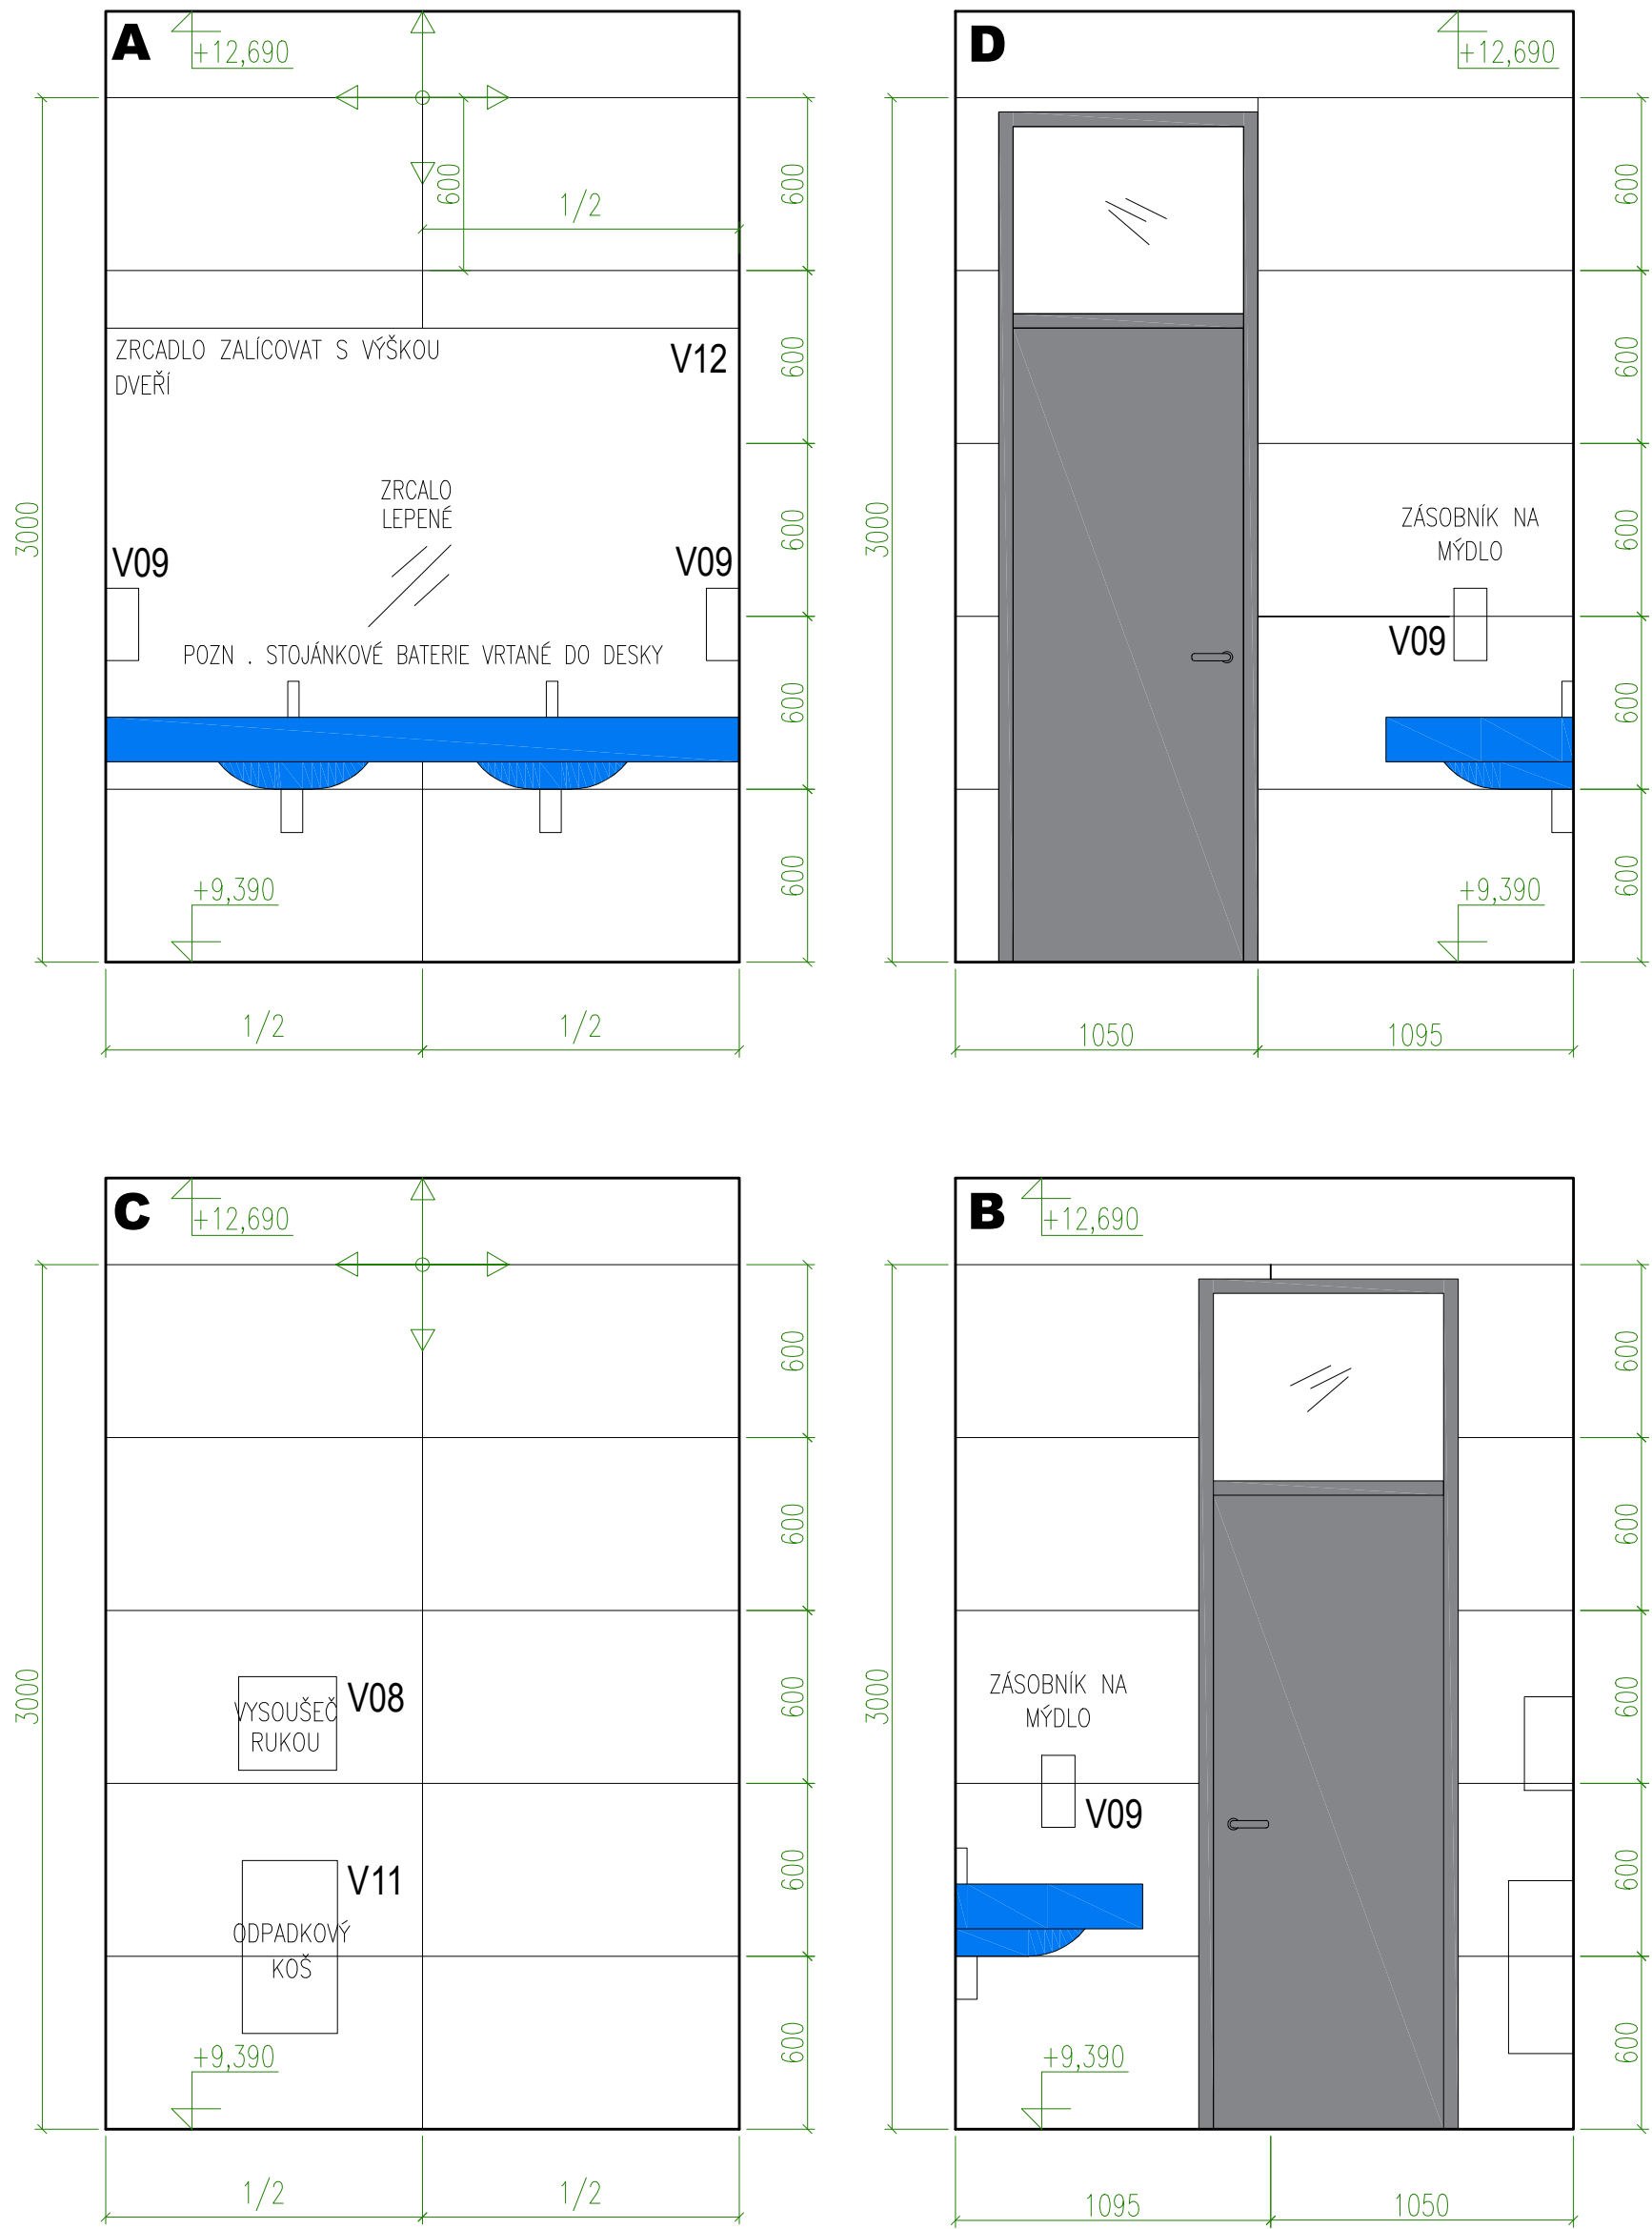 A
+12,690
600
1/2
600
ZRCADLO ZALÍCOVAT S VÝŠKOU
DVEŘÍ
V12
600
3000
ZRCALO
LEPENÉ
600
V09
V09
POZN . STOJÁNKOVÉ BATERIE VRTANÉ DO DESKY
600
600
+9,390
1/2
1/2
D
+12,690
600
600
3000
ZÁSOBNÍK NA
MÝDLO
600
V09
600
600
+9,390
1050
1095
C
+12,690
600
600
3000
V08
VYSOUŠEČ
RUKOU
600
V11
600
ODPADKOVÝ
KOŠ
600
+9,390
1/2
1/2
B
+12,690
600
600
3000
ZÁSOBNÍK NA
MÝDLO
600
V09
600
600
+9,390
1095
1050